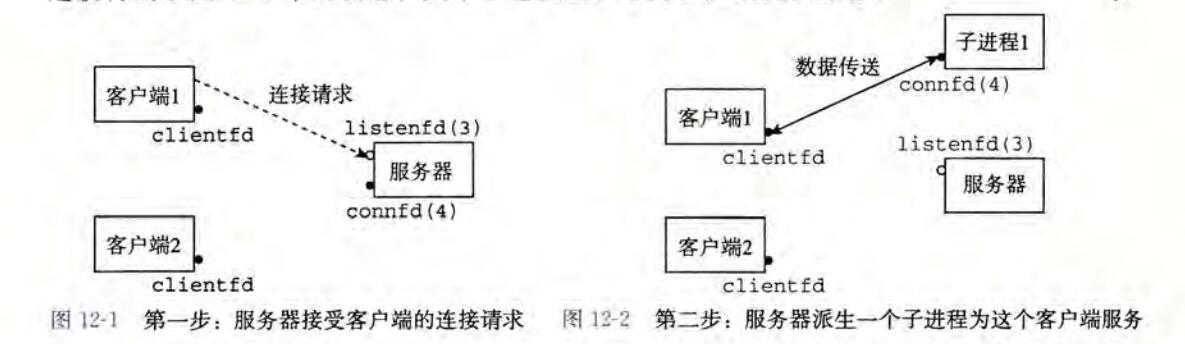 客户端1
连接请求
clientfd
listenfd(3)
服务器
connfd(4)
客户端2
clientfd
图 12-1 第一步：服务器接受客户端的连接请求
子进程1
数据传送
connfd(4)
客户端1
clientfd
listenfd(3)
服务器
客户端2
clientfd
图 12-2 第二步：服务器派生一个子进程为这个客户端服务